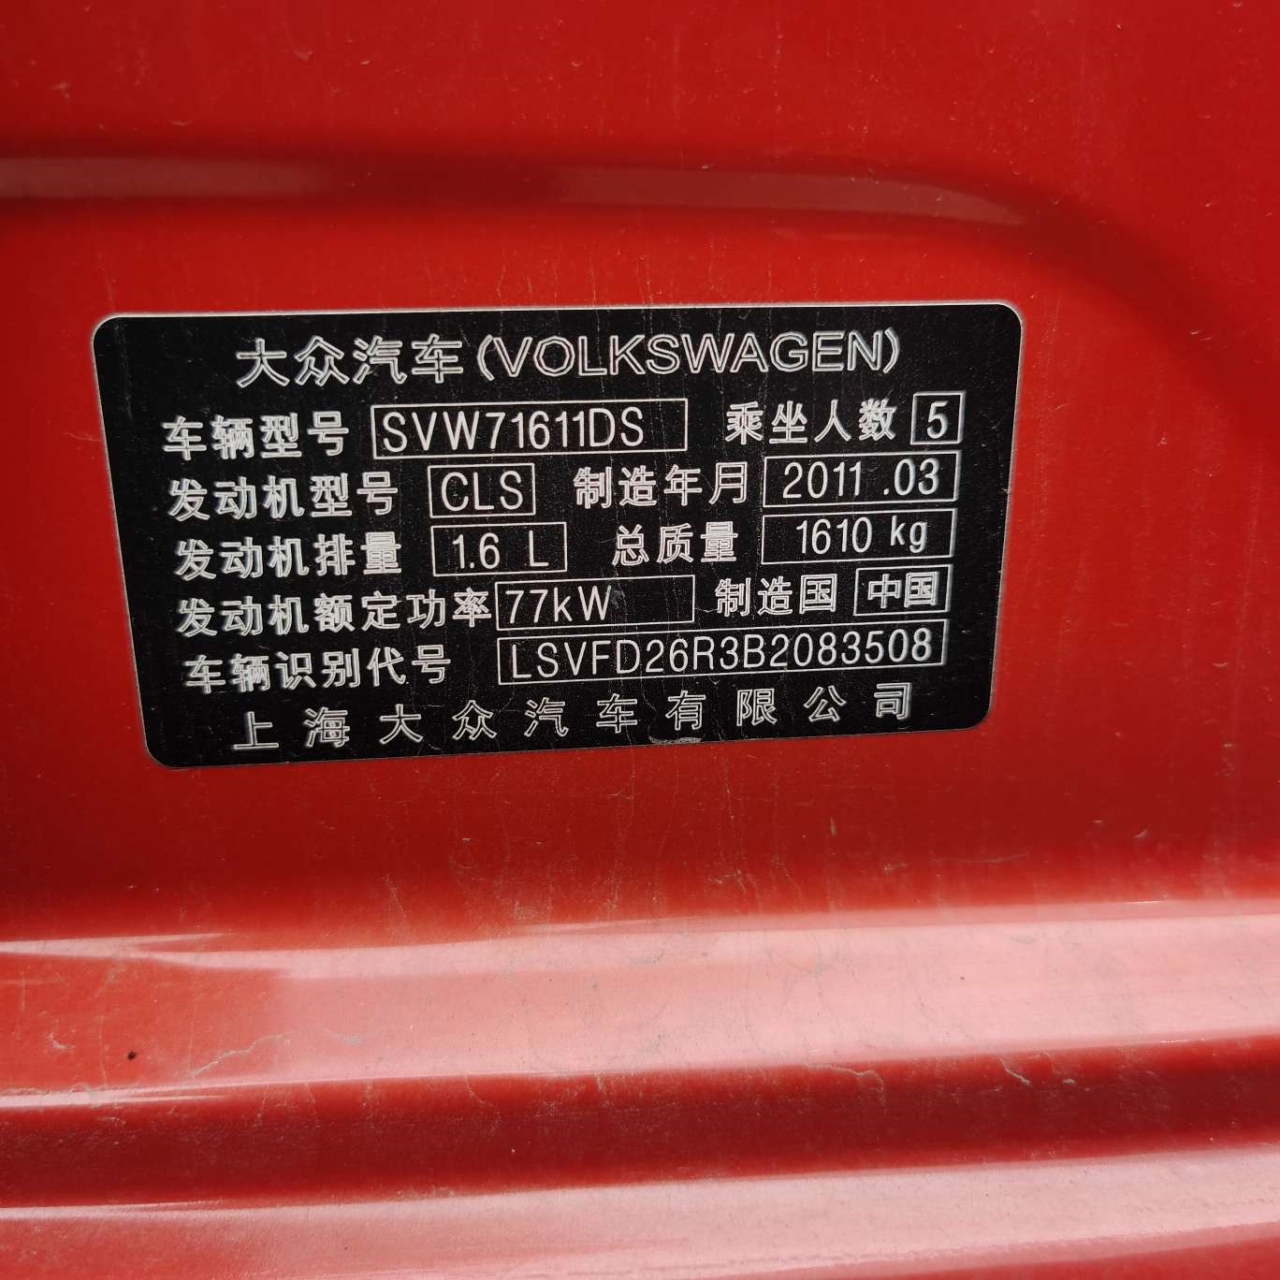 大众汽车(VOLKSWAGEN)
车辆型号 SVW71611DS 乘坐人数 5
发动机型号 CLS 制造年月 2011 .03
发动机排量 1.6 L 总质量 1610 kg
发动机额定功率 77kW 制造国 中国
车辆识别代号 LSVFD26R3B2083508
上海大众汽车有限公司